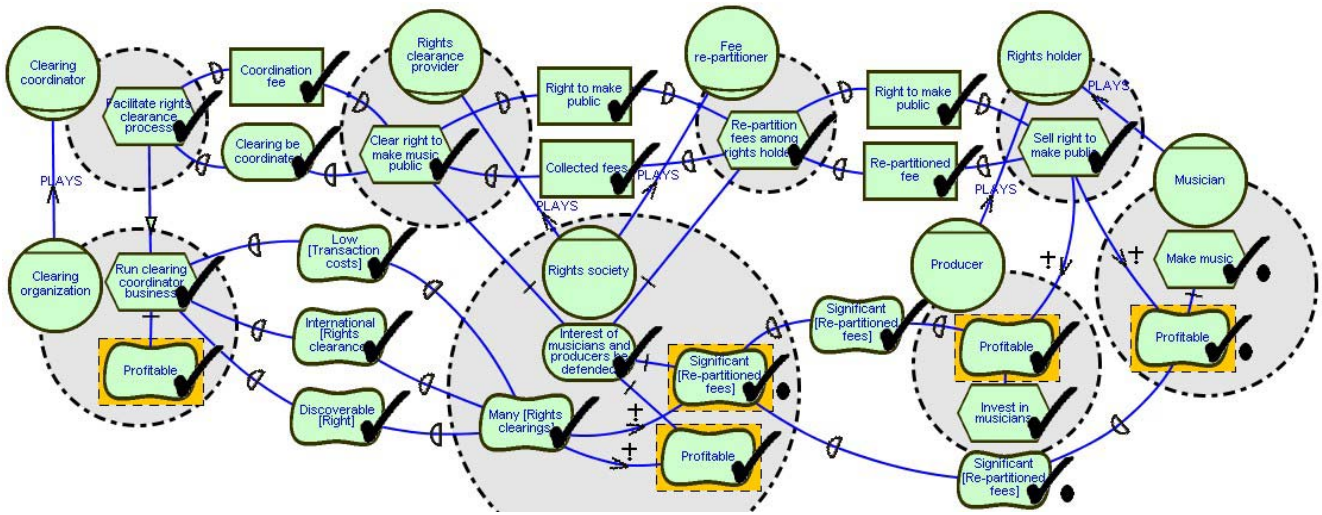 Clearing
coordinator
Facilitate rights
clearance
process
Coordination
fee
Clearing be
coordinate
Rights
clearance
provider
Clear right to
make music
public
Right to make
public
Collected fees
Fee
re-partitioner
Re-partition
fees among
rights holde
Right to make
public
Re-partitioned
fee
Rights holder
Sell right to
make public
Musician
Make music
Profitable
PLAYS
PLAYS
PLAYS
PLAYS
PLAYS
Clearing
organization
Run clearing
coordinator
business
Profitable
Low
[Transaction
costs]
International
[Rights
clearance
Discoverable
[Right]
Many [Rights
clearings]
Rights society
Interest of
musicians and
producers be
defended
Significant
[Re-partitioned
fees]
Profitable
Significant
[Re-partitioned
fees]
Producer
Profitable
Invest in
musicians
Significant
[Re-partitioned
fees]
+
+
+
+